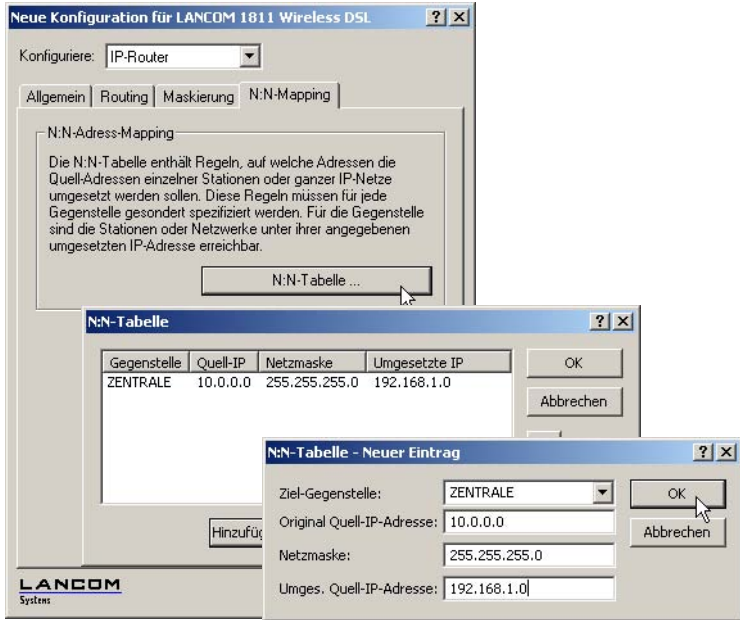 Neue Konfiguration für LANCOM 1811 Wireless DSL
Konfiguriere: IP-Router
Allgemein Routing Maskierung N:N-Mapping
N:N-Adress-Mapping
Die N:N-Tabelle enthält Regeln, auf welche Adressen die
Quell-Adressen einzelner Stationen oder ganzer IP-Netze
umgesetzt werden sollen. Diese Regeln müssen für jede
Gegenstelle gesondert spezifiziert werden. Für die Gegenstelle
sind die Stationen oder Netzwerke unter ihrer angegebenen
umgesetzten IP-Adresse erreichbar.
N:N-Tabelle ...
N:N-Tabelle
Gegenstelle Quell-IP Netzmaske Umgesetzte IP
ZENTRALE 10.0.0.0 255.255.255.0 192.168.1.0
OK
Abbrechen
Hinzufüg
N:N-Tabelle - Neuer Eintrag
Ziel-Gegenstelle: ZENTRALE
Original Quell-IP-Adresse: 10.0.0.0
Netzmaske: 255.255.255.0
Umges. Quell-IP-Adresse: 192.168.1.0
OK
Abbrechen
LANCOM
Systems